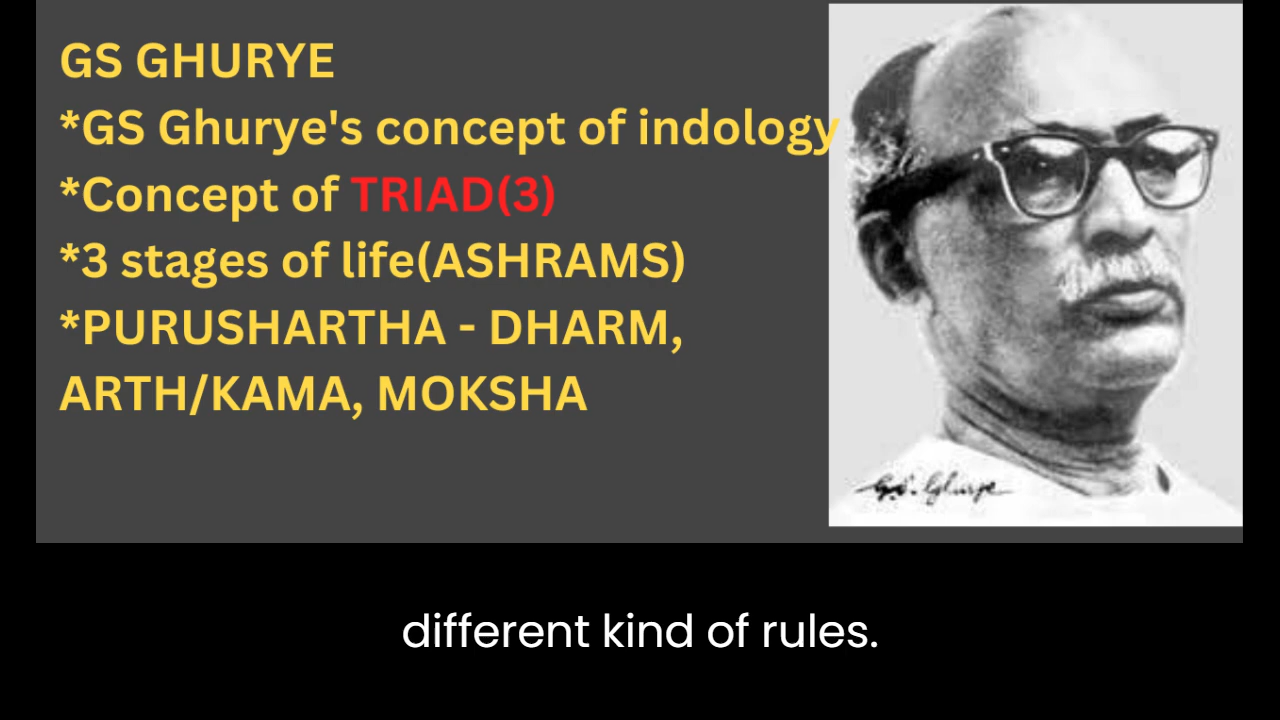 GS GHURYE
*GS Ghurye's concept of indology
*Concept of TRIAD(3)
*3 stages of life(ASHRAMS)
*PURUSHARTHA - DHARM,
ARTH/KAMA, MOKSHA
G.S. Ghurye
different kind of rules.